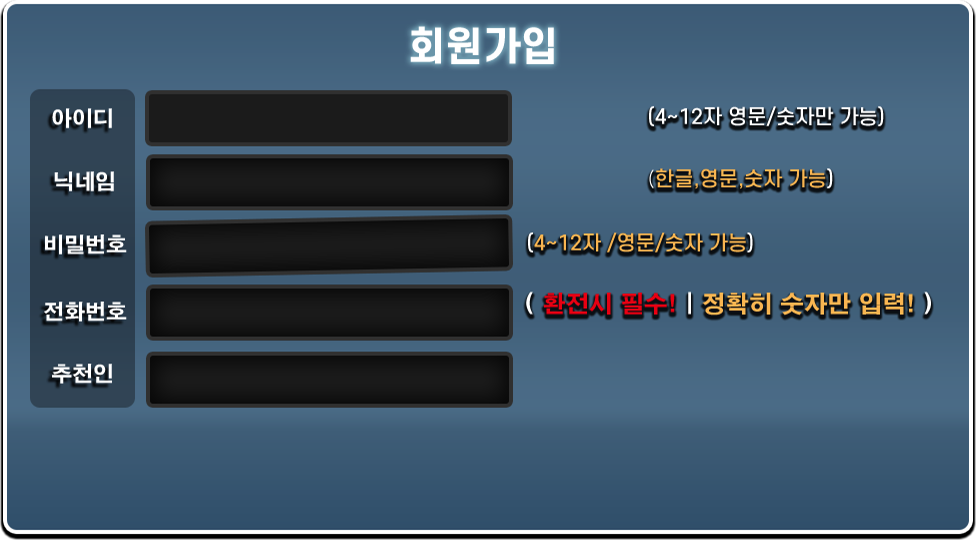 회원가입
아이디 (4~12자 영문/숫자만 가능)
닉네임 (한글,영문,숫자 가능)
비밀번호 (4~12자 /영문/숫자 가능)
전화번호 ( 환전시 필수! | 정확히 숫자만 입력! )
추천인